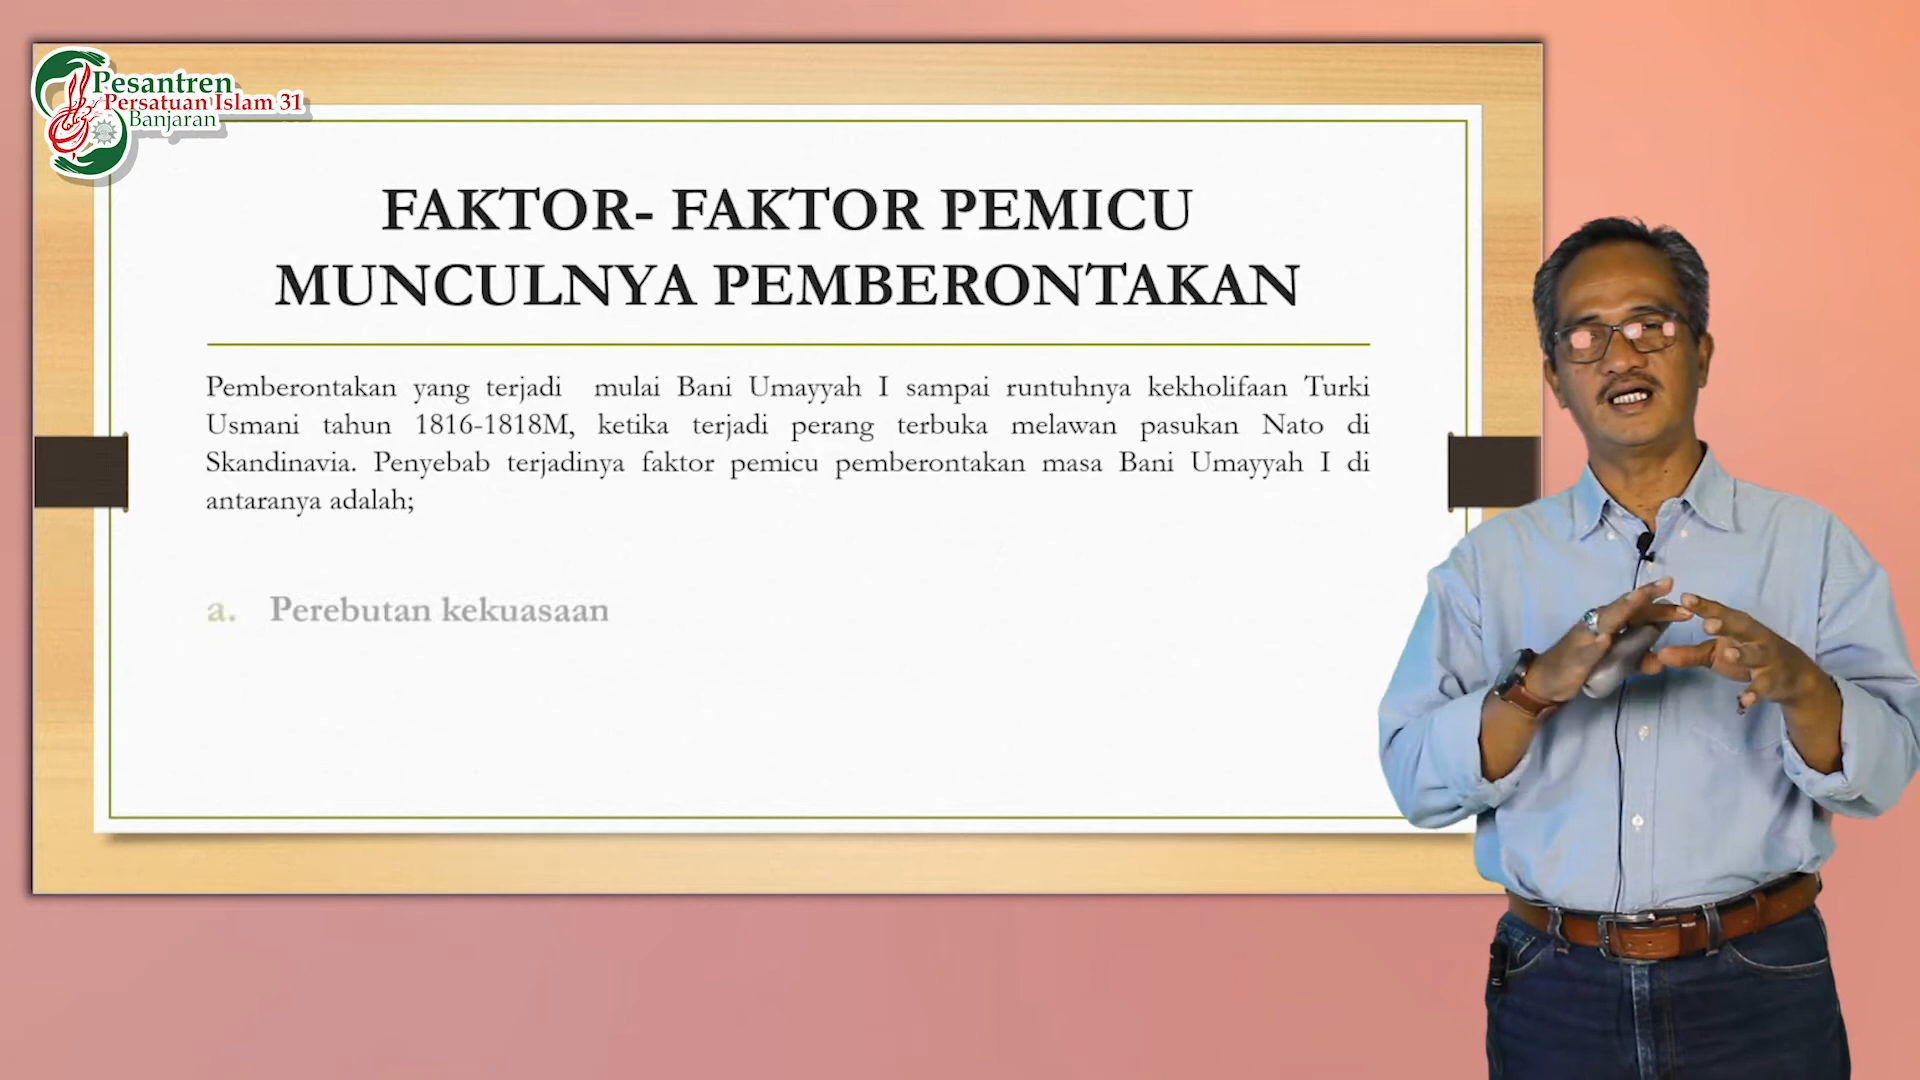 Pesantren
Persatuan Islam 31
Banjaran
FAKTOR- FAKTOR PEMICU
MUNCULNYA PEMBERONTAKAN
Pemberontakan yang terjadi mulai Bani Umayyah I sampai runtuhnya kekholifaan Turki
Usmani tahun 1816-1818M, ketika terjadi perang terbuka melawan pasukan Nato di
Skandinavia. Penyebab terjadinya faktor pemicu pemberontakan masa Bani Umayyah I di
antaranya adalah;
a. Perebutan kekuasaan